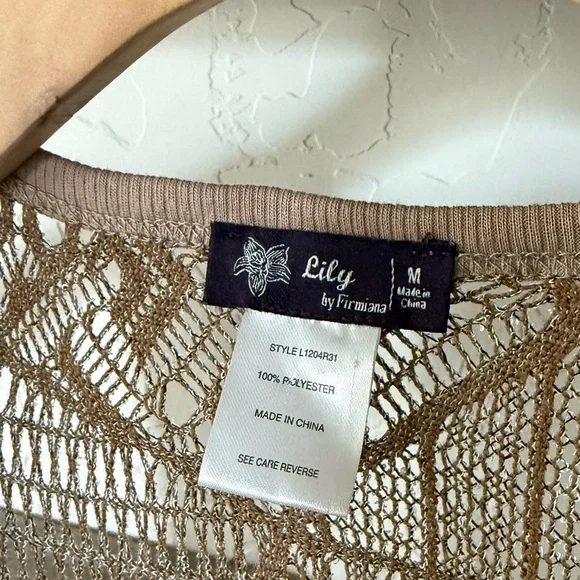 Lily
by Firmiana
M
Made in
China
STYLE L1204R31
100% POLYESTER
MADE IN CHINA
SEE CARE REVERSE